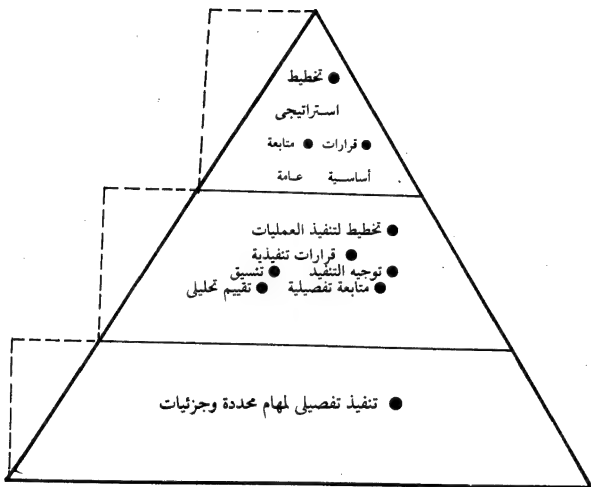 ● تخطيط
استراتيجى
● قرارات ● متابعة
أساسية عامة
● تخطيط لتنفيذ العمليات
● قرارات تنفيذية
● توجيه التنفيد ● تنسيق
● متابعة تفصيلية ● تقييم تحليلى
● تنفيذ تفصيلى لمهام محددة وجزئيات